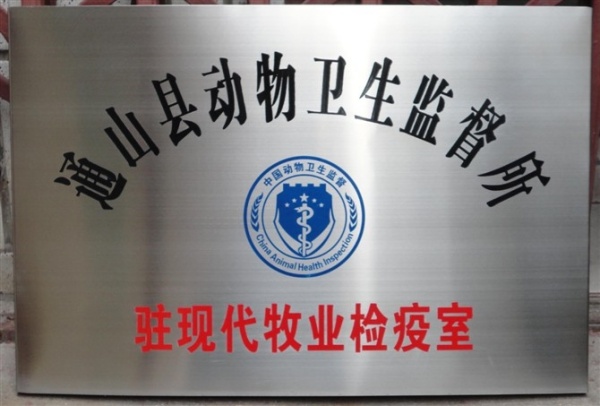 通山县动物卫生监督所
中国动物卫生监督
China Animal Health Inspection
驻现代牧业检疫室